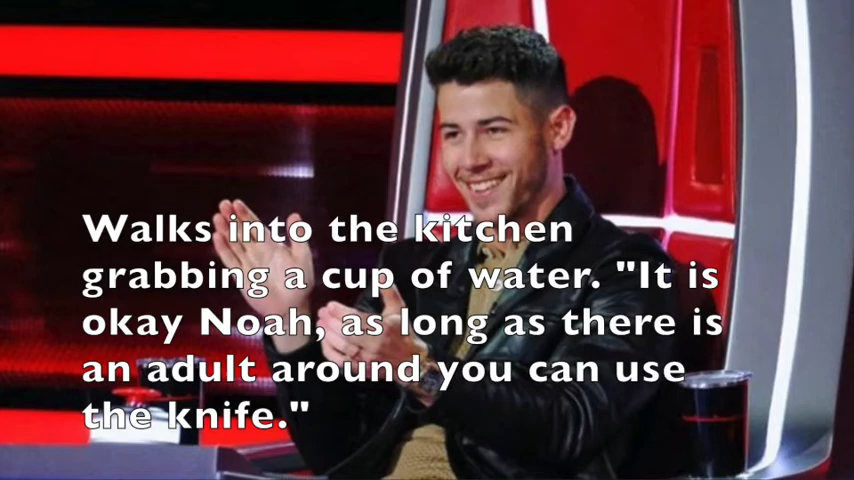 Walks into the kitchen
grabbing a cup of water. "It is
okay Noah, as long as there is
an adult around you can use
the knife."